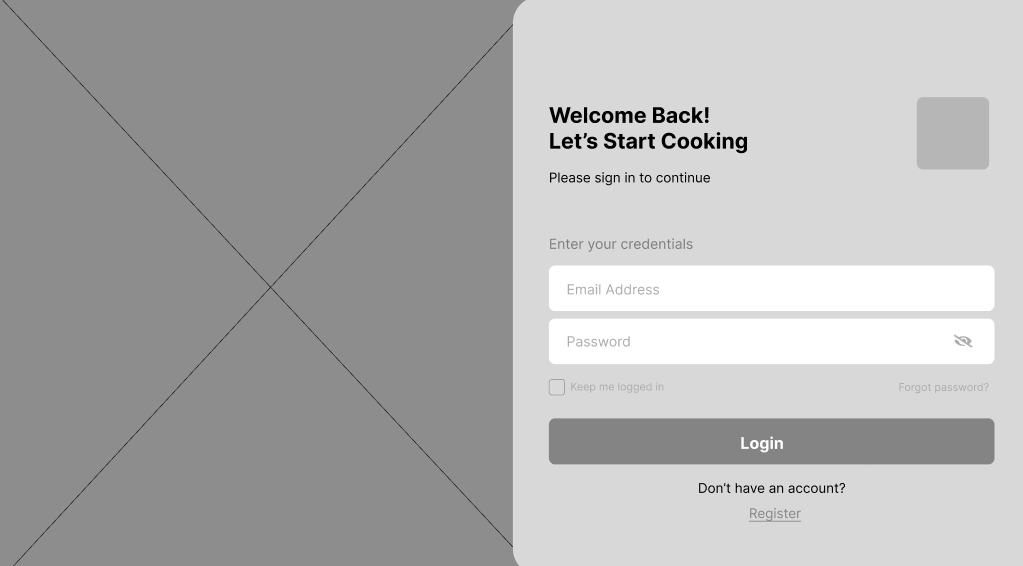 Welcome Back!
Let’s Start Cooking
Please sign in to continue
Enter your credentials
Email Address
Password
Keep me logged in
Forgot password?
Login
Don't have an account?
Register